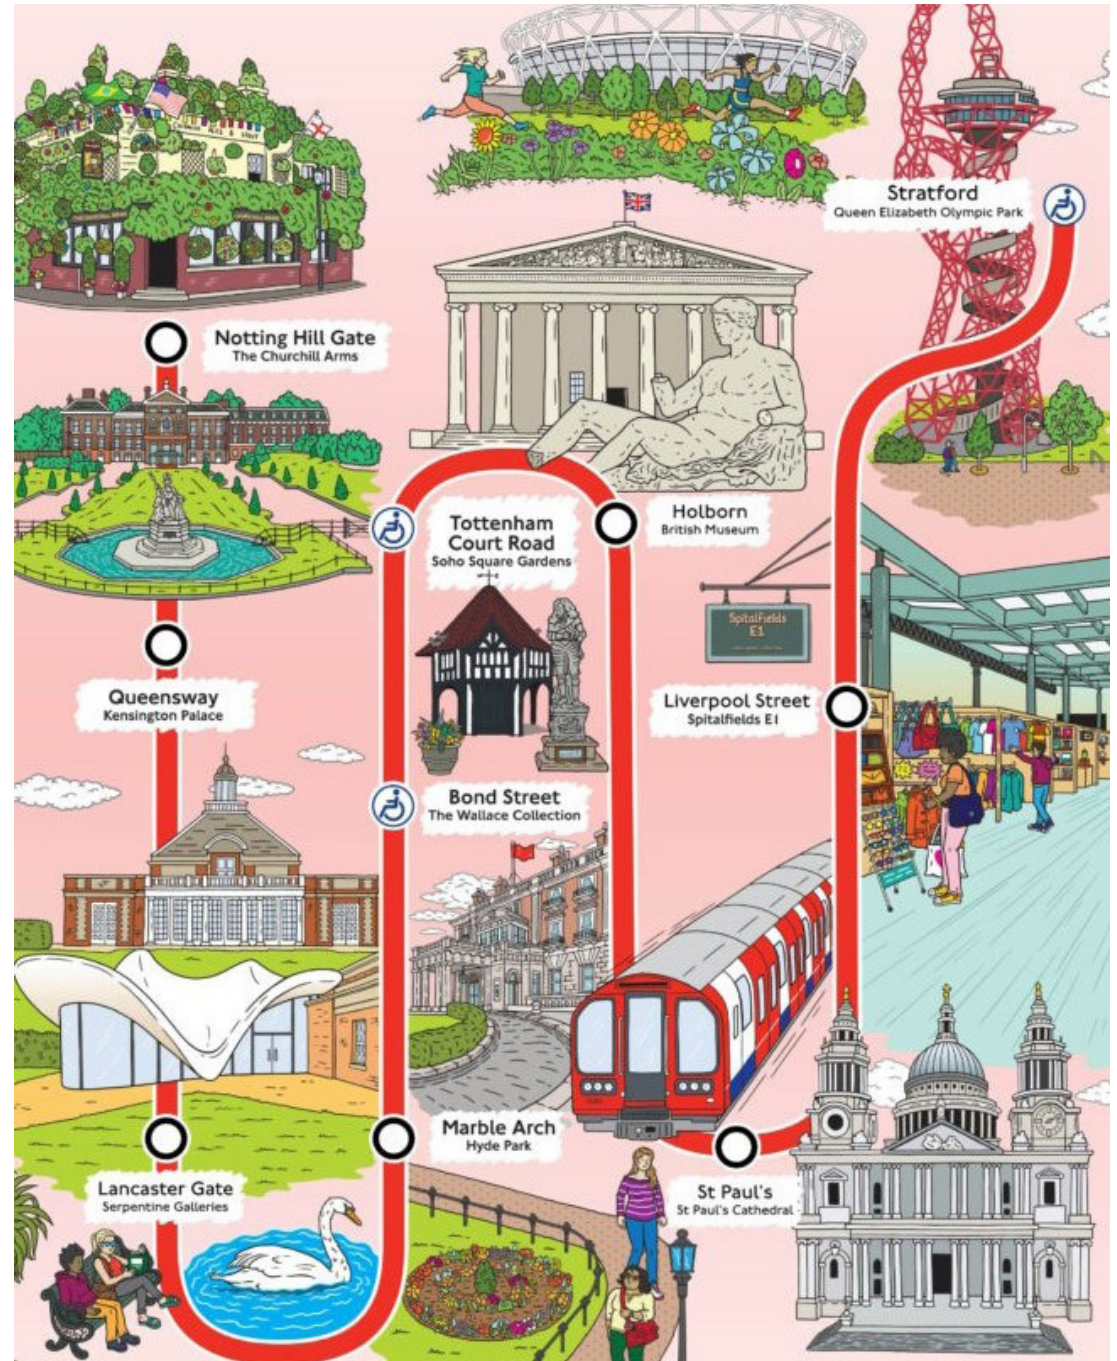 Stratford
Queen Elizabeth Olympic Park
Notting Hill Gate
The Churchill Arms
Holborn
British Museum
Tottenham
Court Road
Soho Square Gardens
Spitalfields
E1
Queensway
Kensington Palace
Liverpool Street
Spitalfields E1
Bond Street
The Wallace Collection
Marble Arch
Hyde Park
Lancaster Gate
Serpentine Galleries
St Paul's
St Paul's Cathedral